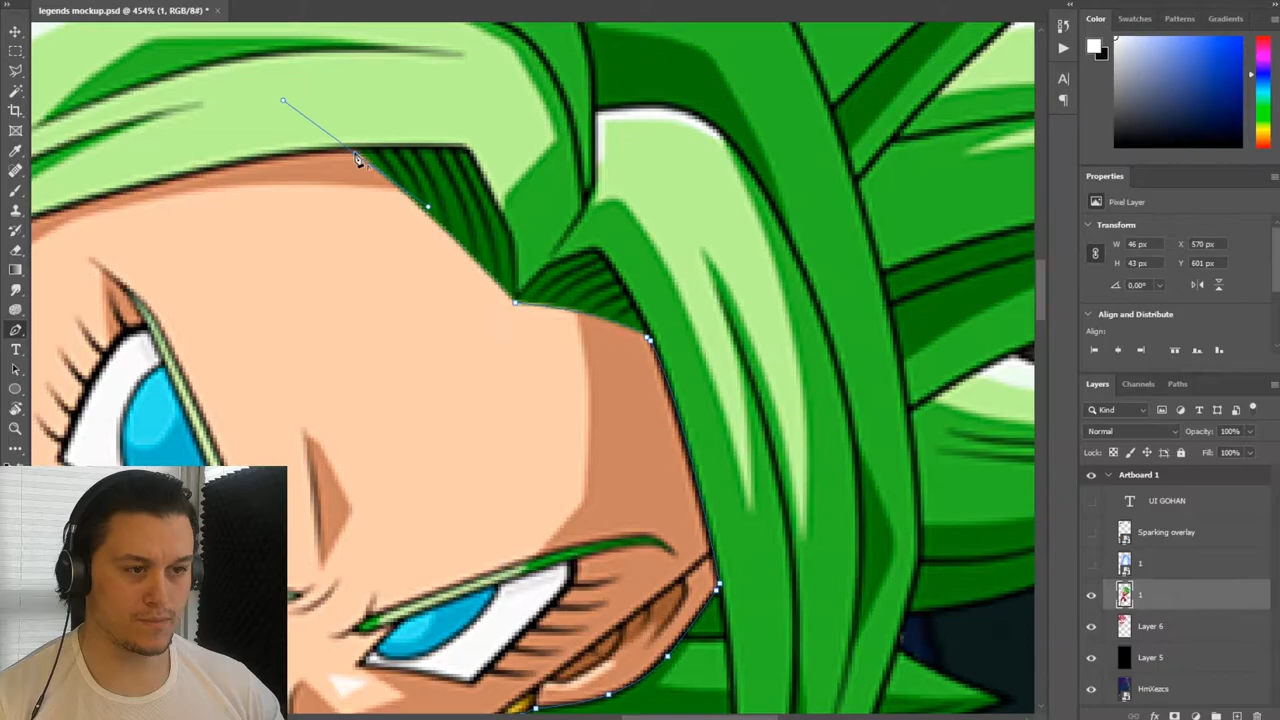 legends mockup.psd @ 454% (1, RGB/8#) *
Color Swatches Patterns Gradients
Properties
Pixel Layer
Transform
W 46 px X 570 px
H 43 px Y 601 px
0,00°
Align and Distribute
Align:
Layers Channels Paths
Kind
Normal Opacity: 100%
Lock: Fill: 100%
Artboard 1
UI GOHAN
Sparking overlay
1
1
Layer 6
Layer 5
HmXezcs